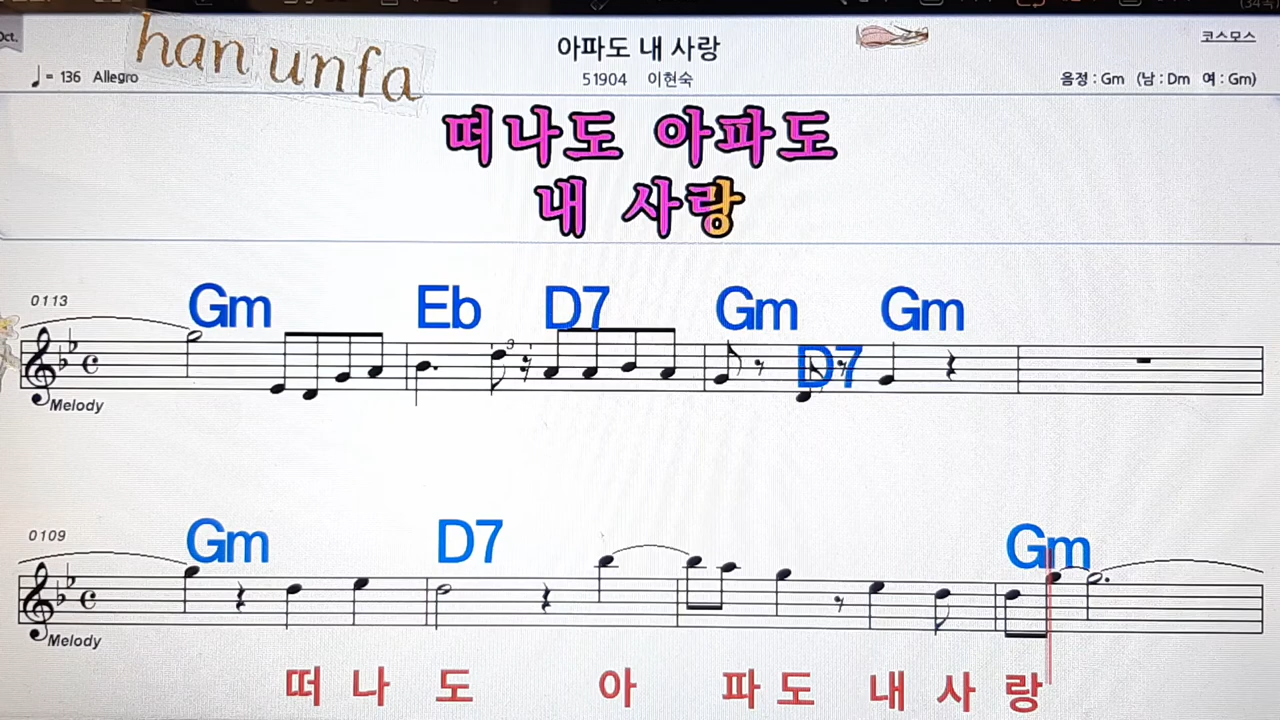 Oct.
코스모스
han unfa
아파도 내 사랑
♩= 136 Allegro
51904 이현숙
음정 : Gm (남 : Dm 여 : Gm)
떠나도 아파도
내 사랑
0113
Gm Eb D7 Gm D7 Gm
3
Melody
0109
Gm D7 Gm
Melody
떠 나 도 아 파 도 내 사 랑